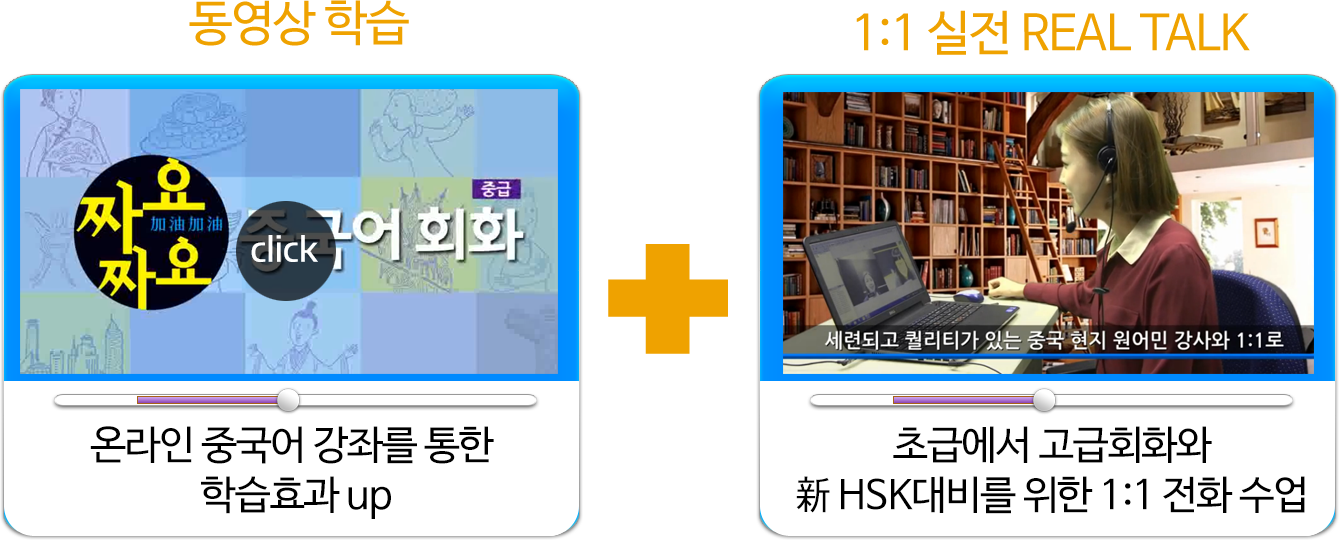 동영상 학습
1:1 실전 REAL TALK
짜요
加油加油
짜요
중급
중국어 회화
click
세련되고 퀄리티가 있는 중국 현지 원어민 강사와 1:1로
온라인 중국어 강좌를 통한
학습효과 up
초급에서 고급회화와
新 HSK대비를 위한 1:1 전화 수업